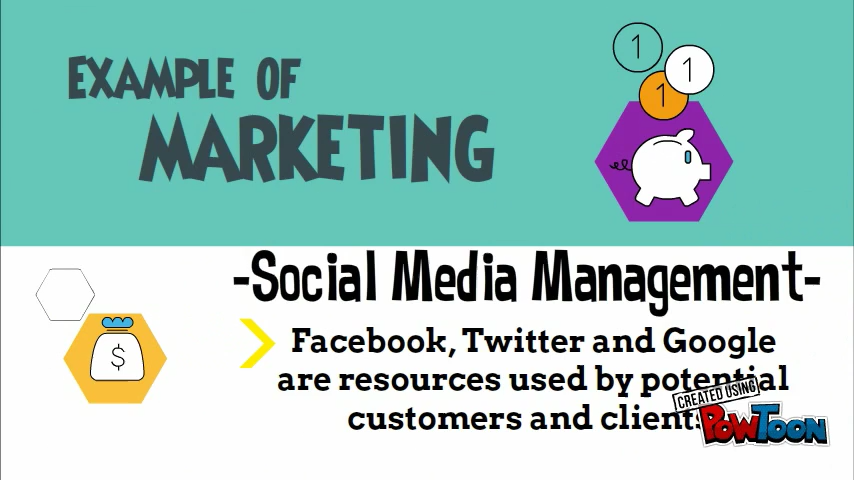 EXAMPLE OF
MARKETING
1
1
1
-Social Media Management-
Facebook, Twitter and Google
are resources used by potential
customers and clients
$
CREATED USING
POWTOON